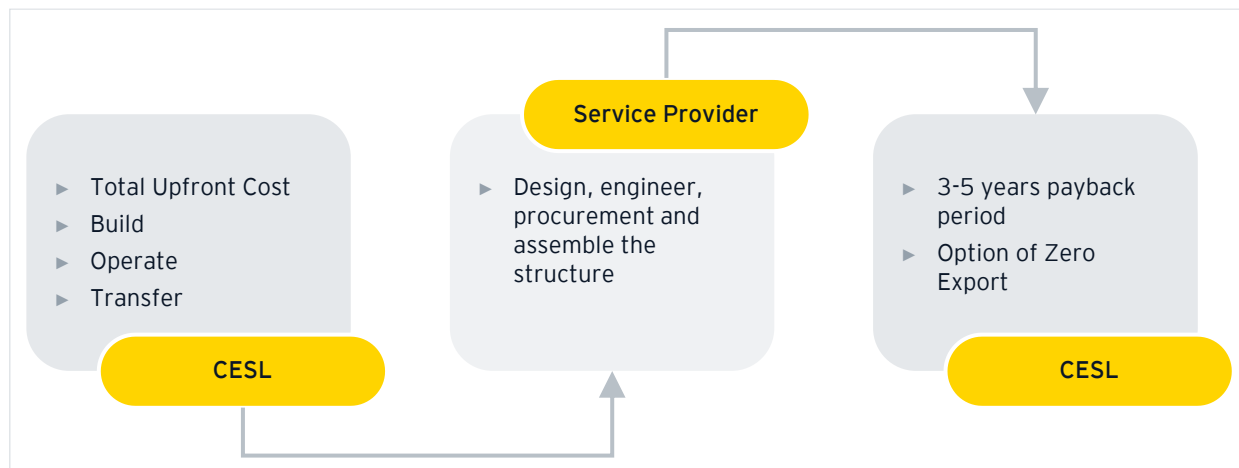 ► Total Upfront Cost
► Build
► Operate
► Transfer
CESL
Service Provider
► Design, engineer,
procurement and
assemble the
structure
► 3-5 years payback
period
► Option of Zero
Export
CESL